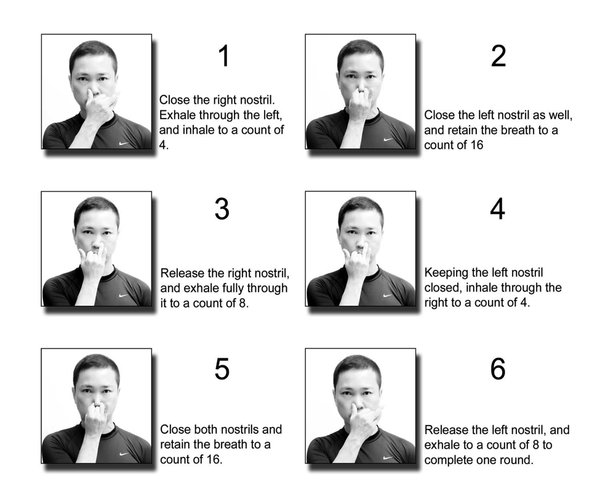 1
Close the right nostril.
Exhale through the left,
and inhale to a count of
4.
2
Close the left nostril as well,
and retain the breath to a
count of 16
3
Release the right nostril,
and exhale fully through
it to a count of 8.
4
Keeping the left nostril
closed, inhale through the
right to a count of 4.
5
Close both nostrils and
retain the breath to a
count of 16.
6
Release the left nostril, and
exhale to a count of 8 to
complete one round.